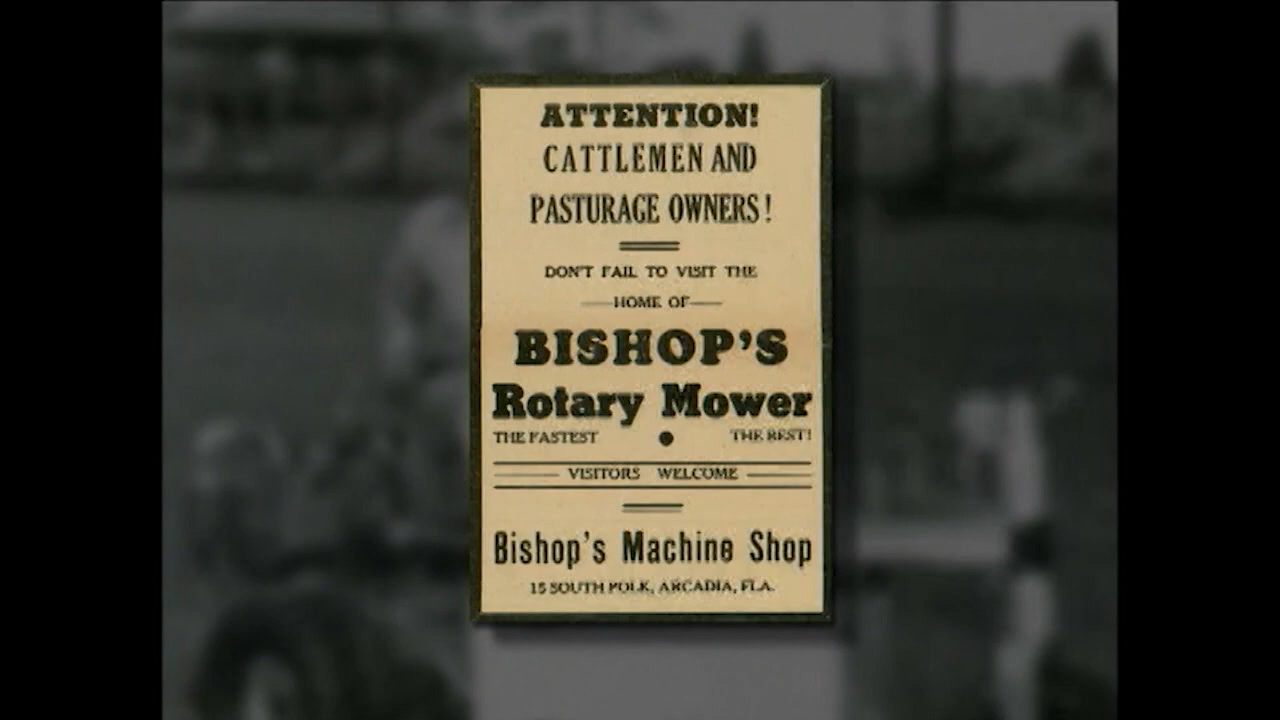 ATTENTION!
CATTLEMEN AND
PASTURAGE OWNERS!
DON'T FAIL TO VISIT THE
HOME OF
BISHOP'S
Rotary Mower
THE FASTEST • THE BEST!
VISITORS WELCOME
Bishop's Machine Shop
15 SOUTH POLK, ARCADIA, FLA.